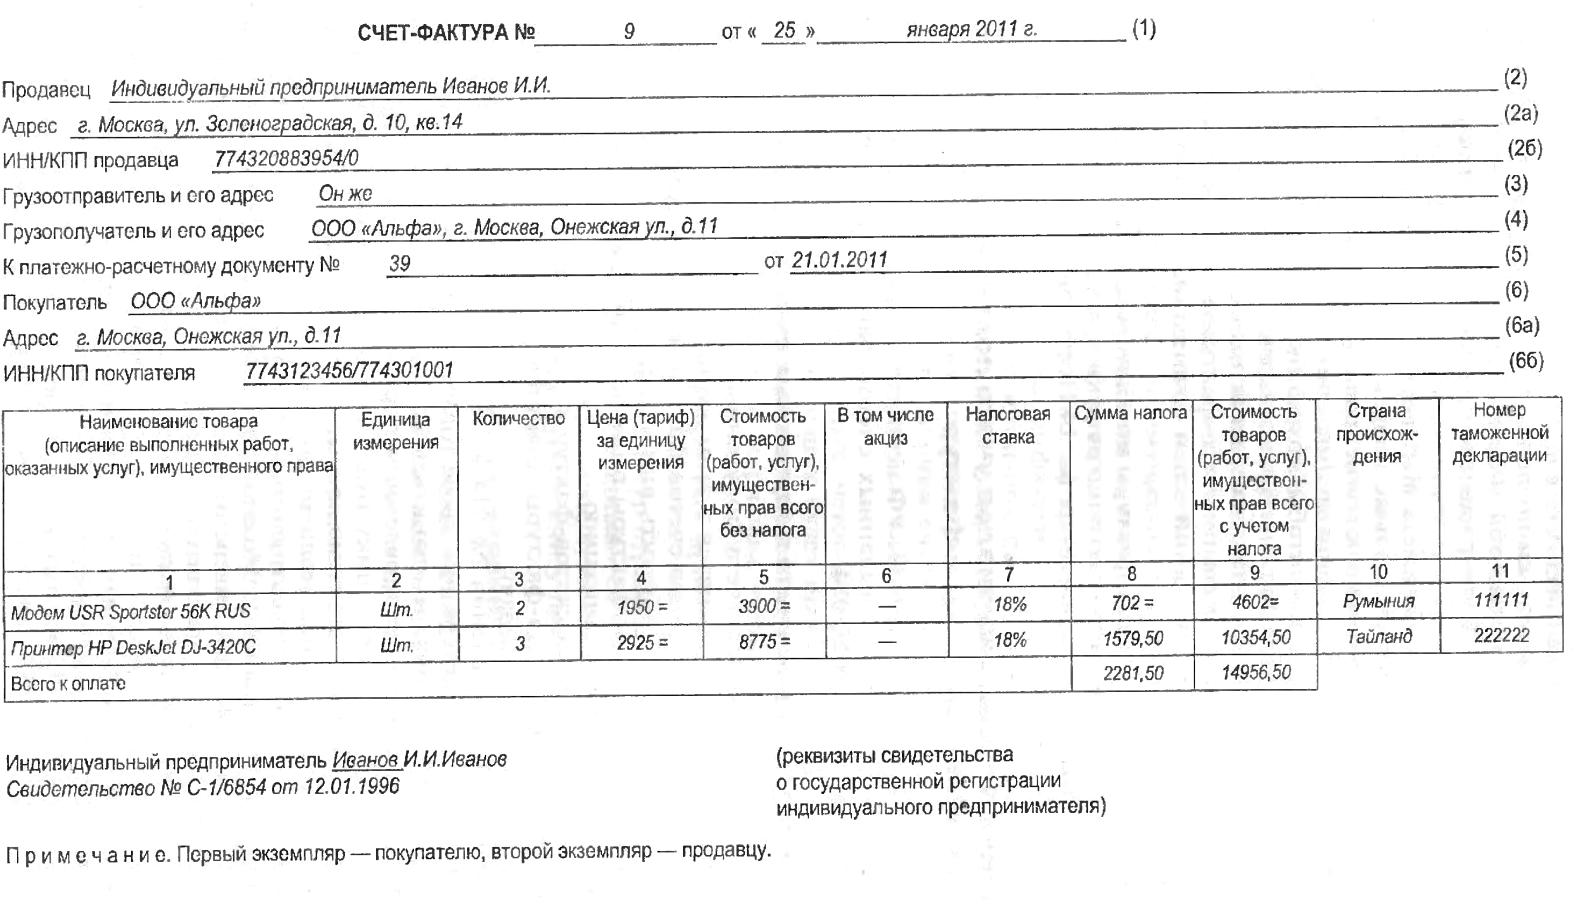 СЧЕТ-ФАКТУРА № 9 от « 25 » января 2011 г. (1)
Продавец Индивидуальный предприниматель Иванов И.И. (2)
Адрес г. Москва, ул. Зеленоградская, д. 10, кв.14 (2а)
ИНН/КПП продавца 774320883954/0 (2б)
Грузоотправитель и его адрес Он же (3)
Грузополучатель и его адрес ООО «Альфа», г. Москва, Онежская ул., д.11 (4)
К платежно-расчетному документу № 39 от 21.01.2011 (5)
Покупатель ООО «Альфа» (6)
Адрес г. Москва, Онежская ул., д.11 (6а)
ИНН/КПП покупателя 7743123456/774301001 (6б)
Наименование товара
(описание выполненных работ,
оказанных услуг), имущественного права
Единица
измерения
Количество
Цена (тариф)
за единицу
измерения
Стоимость
товаров
(работ, услуг),
имуществен-
ных прав всего
без налога
В том числе
акциз
Налоговая
ставка
Сумма налога
Стоимость
товаров
(работ, услуг),
имуществен-
ных прав всего
с учетом
налога
Страна
происхож-
дения
Номер
таможенной
декларации
1 2 3 4 5 6 7 8 9 10 11
Модем USR Sportster 56K RUS Шт. 2 1950 = 3900 = — 18% 702 = 4602= Румыния 111111
Принтер HP DeskJet DJ-3420C Шт. 3 2925 = 8775 = — 18% 1579,50 10354,50 Тайланд 222222
Всего к оплате 2281,50 14956,50
Индивидуальный предприниматель Иванов И.И.Иванов
Свидетельство № С-1/6854 от 12.01.1996
(реквизиты свидетельства
о государственной регистрации
индивидуального предпринимателя)
Примечание. Первый экземпляр — покупателю, второй экземпляр — продавцу.